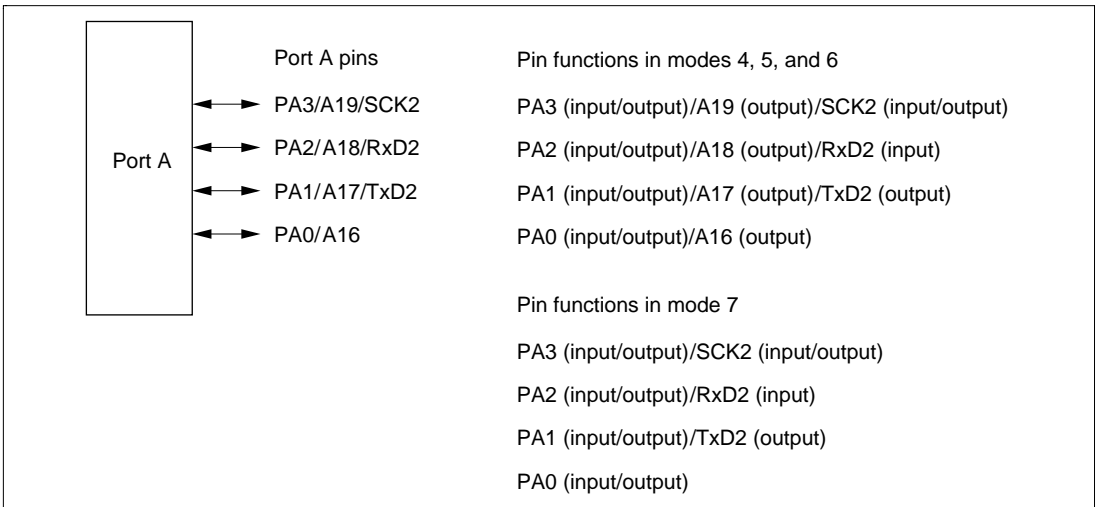 Port A
Port A pins
PA3/A19/SCK2
PA2/A18/RxD2
PA1/A17/TxD2
PA0/A16
Pin functions in modes 4, 5, and 6
PA3 (input/output)/A19 (output)/SCK2 (input/output)
PA2 (input/output)/A18 (output)/RxD2 (input)
PA1 (input/output)/A17 (output)/TxD2 (output)
PA0 (input/output)/A16 (output)
Pin functions in mode 7
PA3 (input/output)/SCK2 (input/output)
PA2 (input/output)/RxD2 (input)
PA1 (input/output)/TxD2 (output)
PA0 (input/output)